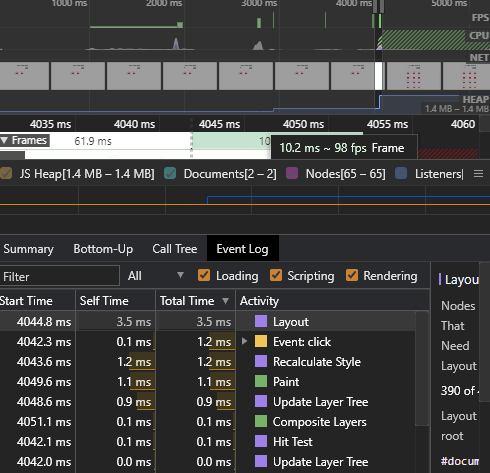 1000 ms 2000 ms 3000 ms 4000 ms 5000 ms
FPS
CPU
NET
HEAP
1.4 MB – 1.4 MB
4035 ms 4040 ms 4045 ms 4055 ms 4060
▼ Frames 61.9 ms 10
10.2 ms ~ 98 fps Frame
JS Heap[1.4 MB – 1.4 MB] Documents[2 – 2] Nodes[65 – 65] Listeners[
Summary Bottom-Up Call Tree Event Log
Filter All ▼ Loading Scripting Rendering
Start Time Self Time Total Time ▼ Activity
4044.8 ms 3.5 ms 3.5 ms Layout
4042.3 ms 0.1 ms 1.2 ms ▶ Event: click
4043.6 ms 1.2 ms 1.2 ms Recalculate Style
4049.6 ms 1.1 ms 1.1 ms Paint
4048.6 ms 0.9 ms 0.9 ms Update Layer Tree
4051.1 ms 0.1 ms 0.1 ms Composite Layers
4042.1 ms 0.1 ms 0.1 ms Hit Test
4042.0 ms 0.0 ms 0.0 ms Update Layer Tree
Layou
Nodes
That
Need
Layout
390 of
Layout
root
#docum